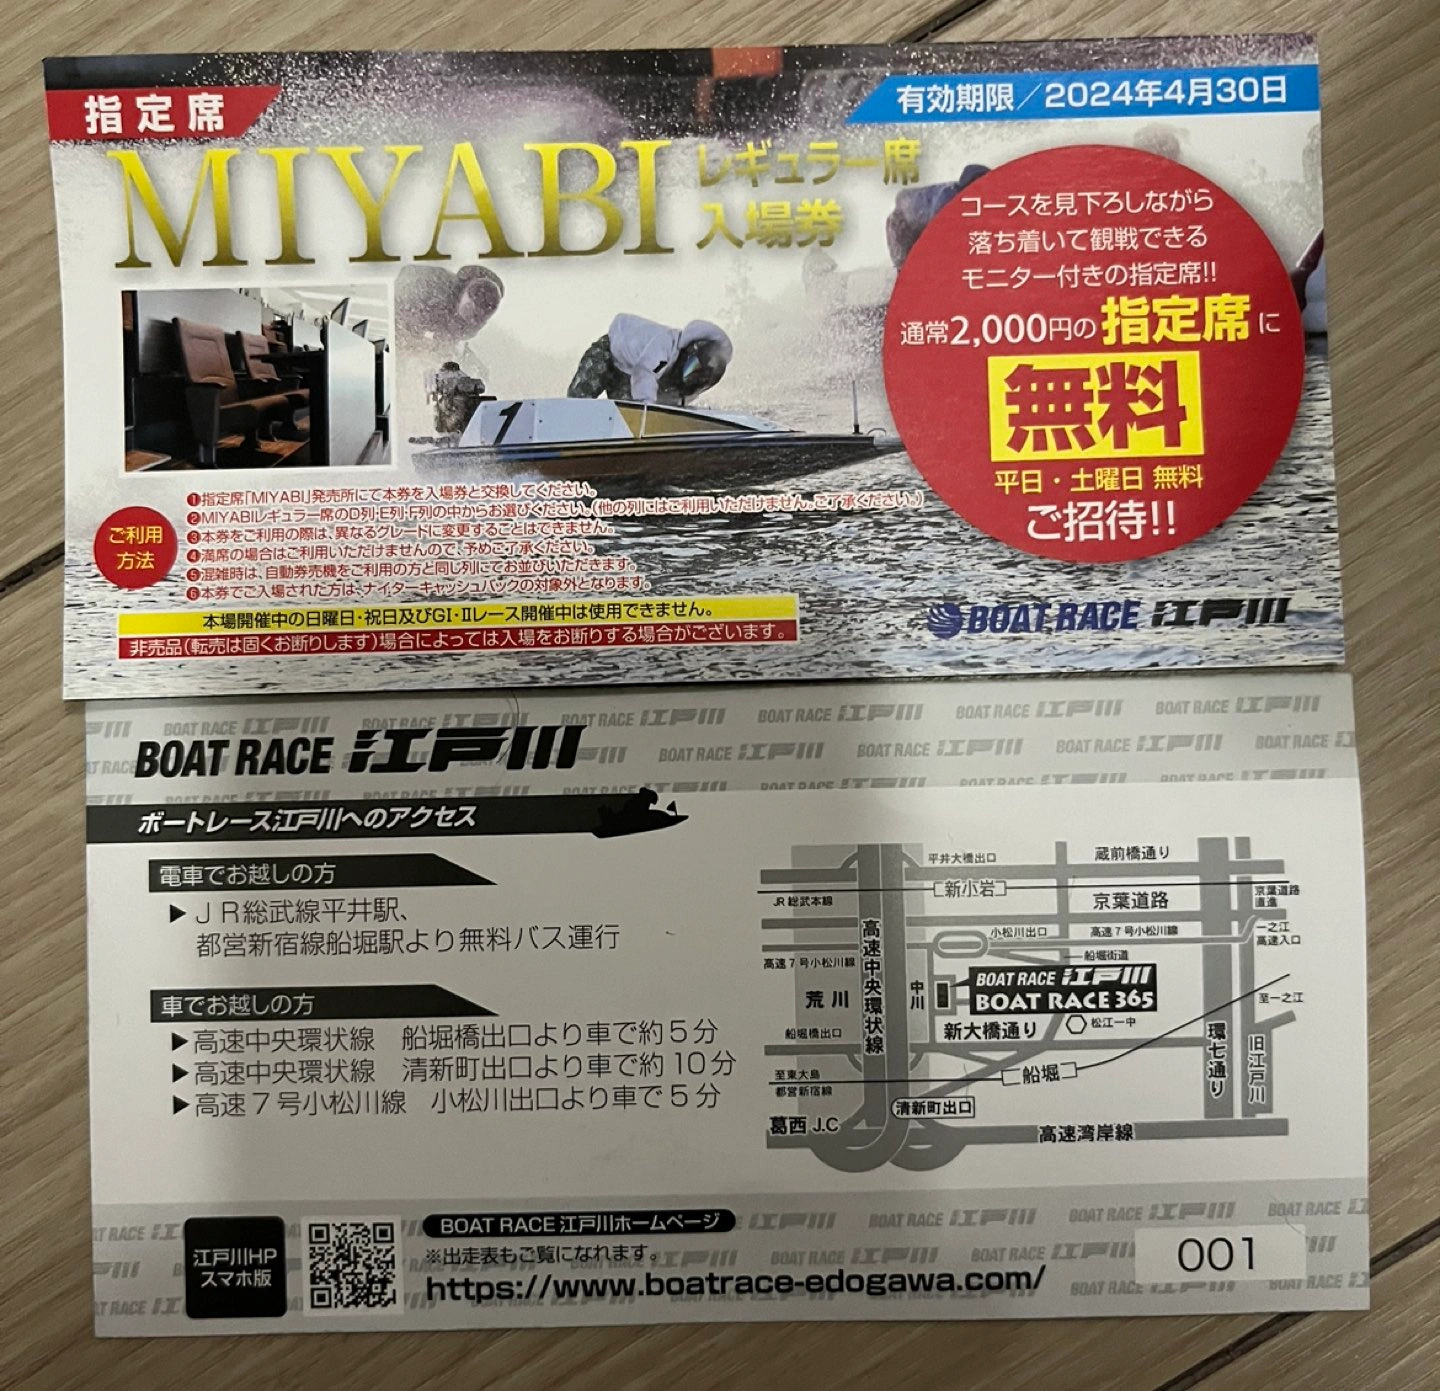 指定席
有効期限／2024年4月30日
MIYABI
レギュラー席
入場券
コースを見下ろしながら
落ち着いて観戦できる
モニター付きの指定席!!
通常2,000円の指定席に
無料
平日・土曜日 無料
ご招待!!
1
ご利用
方法
❶指定席「MIYABI」発売所にて本券を入場券と交換してください。
❷MIYABIレギュラー席のD列・E列・F列の中からお選びください。(他の列にはご利用いただけません。ご了承ください。)
❸本券をご利用の際は、異なるグレードに変更することはできません。
❹満席の場合はご利用いただけませんので、予めご了承ください。
❺混雑時は、自動券売機をご利用の方と同じ列にてお並びいただきます。
❻本券でご入場された方は、ナイターキャッシュバックの対象外となります。
本場開催中の日曜日・祝日及びGI・IIレース開催中は使用できません。
非売品(転売は固くお断りします)場合によっては入場をお断りする場合がございます。
BOAT RACE 江戸川
BOAT RACE 江戸川
ボートレース江戸川へのアクセス
電車でお越しの方
▶JR総武線平井駅、
都営新宿線船堀駅より無料バス運行
車でお越しの方
▶高速中央環状線 船堀橋出口より車で約5分
▶高速中央環状線 清新町出口より車で約10分
▶高速7号小松川線 小松川出口より車で5分
平井大橋出口
蔵前橋通り
新小岩
JR総武本線
京葉道路
京葉道路
直進
小松川出口
高速7号小松川線
一之江
高速入口
高速7号小松川線
高速中央環状線
船堀街道
荒川
中川
BOAT RACE 江戸川
BOAT RACE 365
至一之江
船堀橋出口
新大橋通り
松江一中
環七通り
旧江戸川
至東大島
都営新宿線
船堀
清新町出口
葛西J.C
高速湾岸線
江戸川HP
スマホ版
BOAT RACE 江戸川ホームページ
※出走表もご覧になれます。
https://www.boatrace-edogawa.com/
001